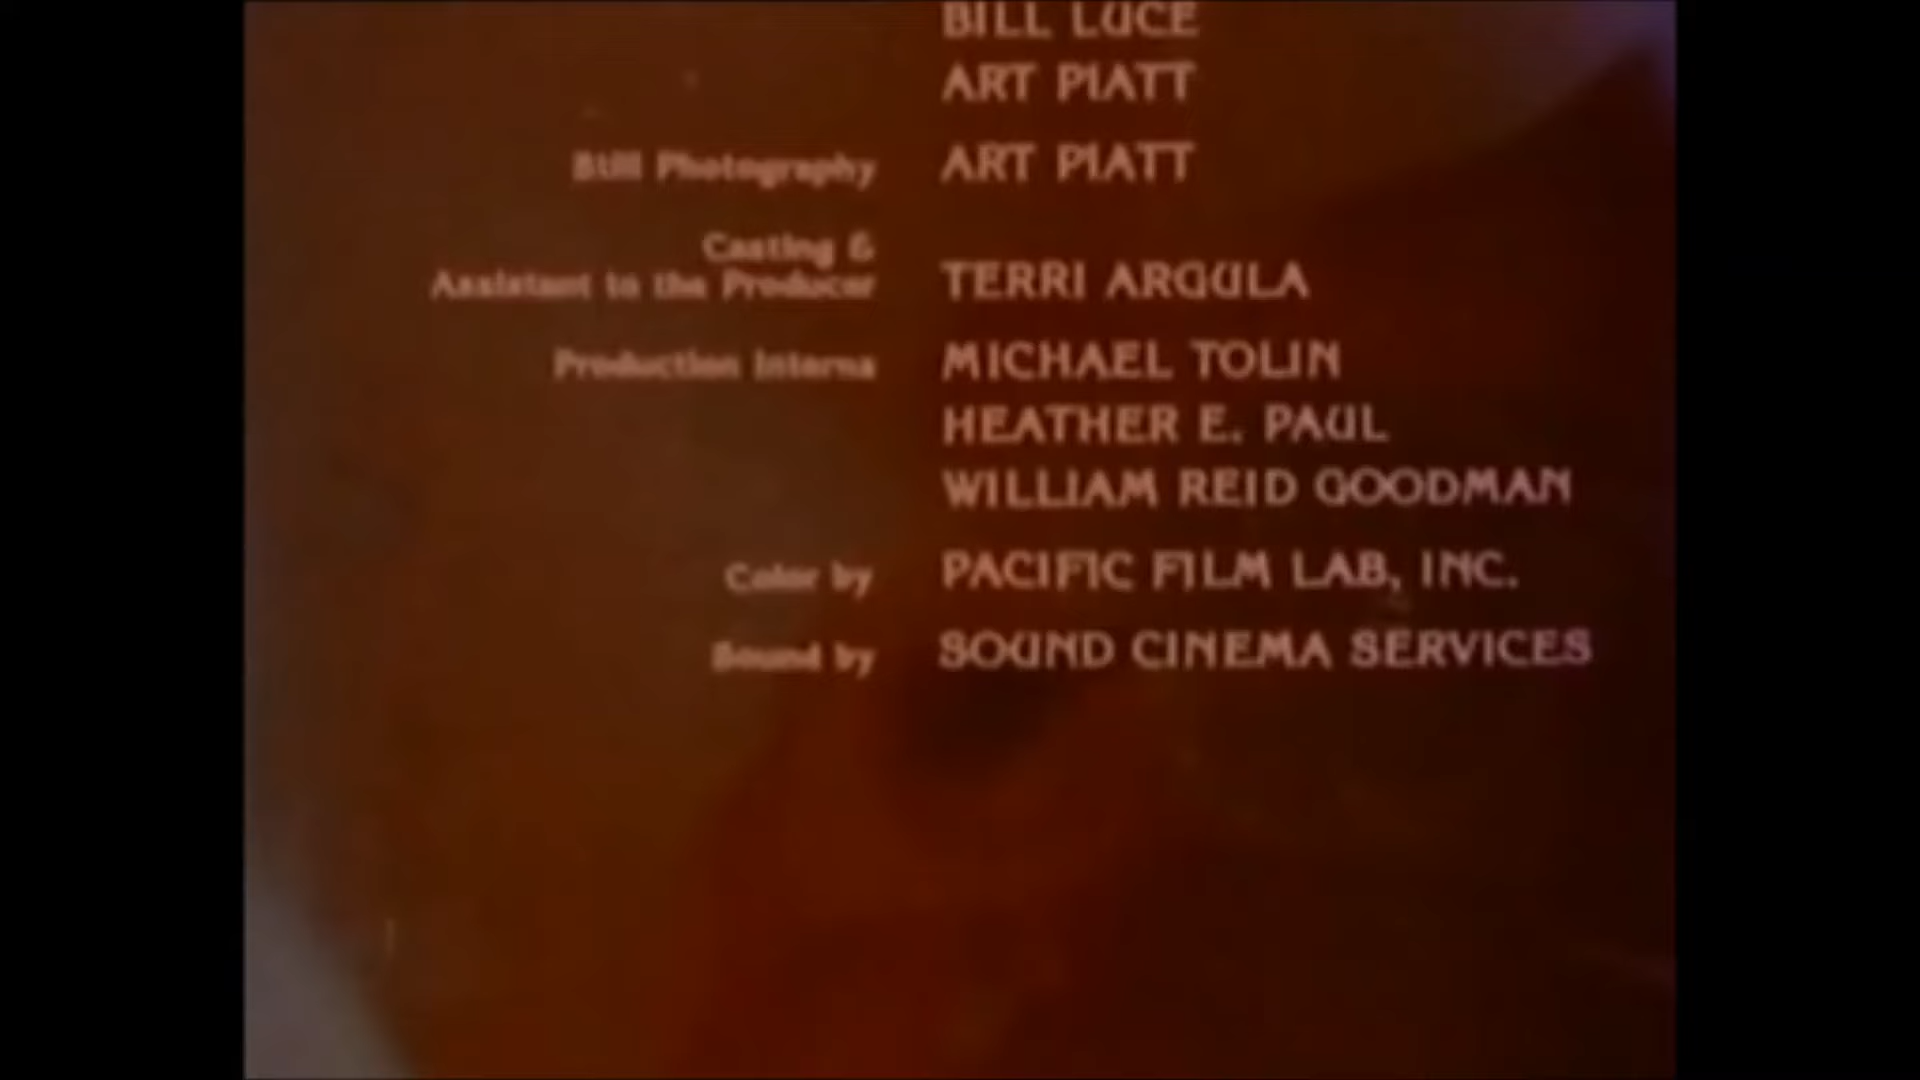 BILL LUCE
ART PIATT
Still Photography ART PIATT
Casting &
Assistant to the Producer TERRI ARGULA
Production Interns MICHAEL TOLIN
HEATHER E. PAUL
WILLIAM REID GOODMAN
Color by PACIFIC FILM LAB, INC.
Sound by SOUND CINEMA SERVICES